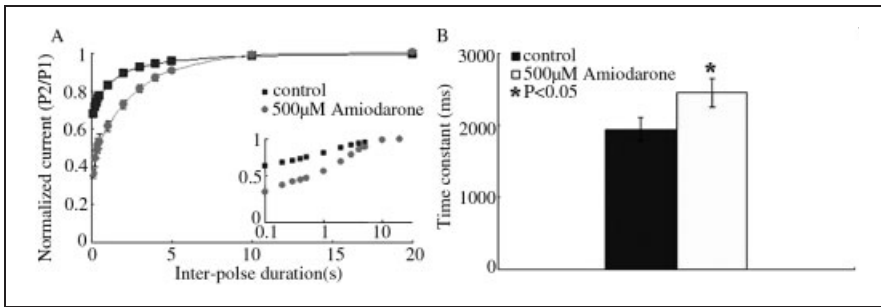 A
Normalized current (P2/P1)
1
0.8
0.6
0.4
0.2
0
0
5
10
15
20
Inter-polse duration(s)
control
500µM Amiodarone
1
0.5
0
0.1
1
10
B
Time constant (ms)
3000
2000
1000
0
control
500µM Amiodarone
*P<0.05
*